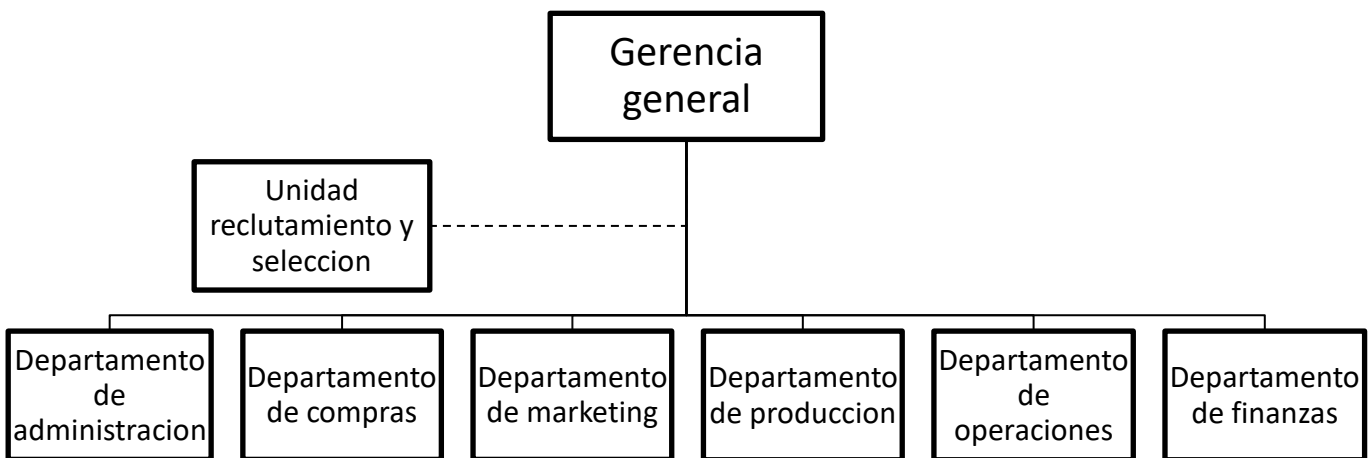 Gerencia
general
Unidad
reclutamiento y
seleccion
Departamento
de
administracion
Departamento
de compras
Departamento
de marketing
Departamento
de produccion
Departamento
de
operaciones
Departamento
de finanzas